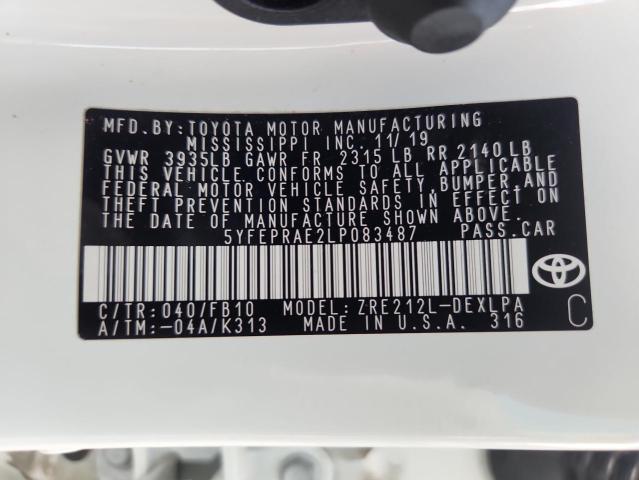 MFD. BY: TOYOTA MOTOR MANUFACTURING
MISSISSIPPI INC. 11/19
GVWR 3935LB GAWR FR 2315 LB RR 2140 LB
THIS VEHICLE CONFORMS TO ALL APPLICABLE
FEDERAL MOTOR VEHICLE SAFETY, BUMPER, AND
THEFT PREVENTION STANDARDS IN EFFECT ON
THE DATE OF MANUFACTURE SHOWN ABOVE.
5YFEPRAE2LP083487 PASS.CAR
C/TR: 040/FB10 MODEL: ZRE212L-DEXLPA
A/TM: -04A/K313 MADE IN U.S.A. 316
C